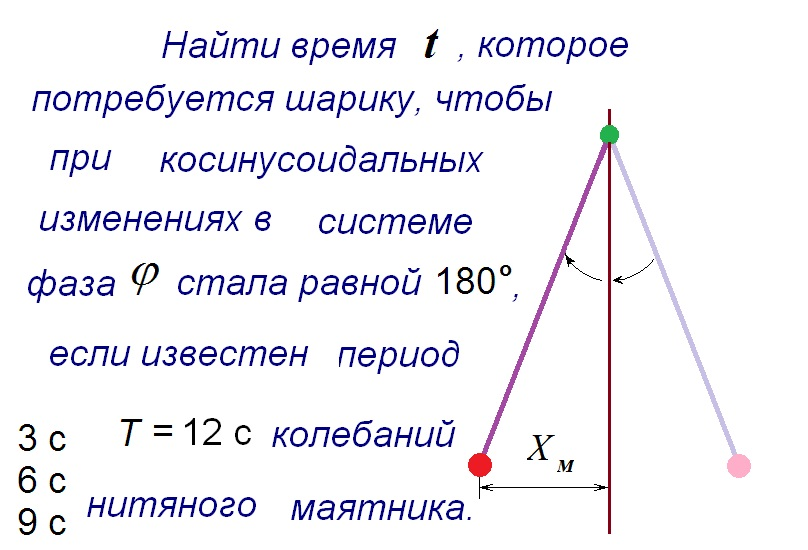 Найти время t , которое
потребуется шарику, чтобы
при косинусоидальных
изменениях в системе
фаза φ стала равной 180°,
если известен период
3 с T = 12 с колебаний
6 с
9 с нитяного маятника.
X м